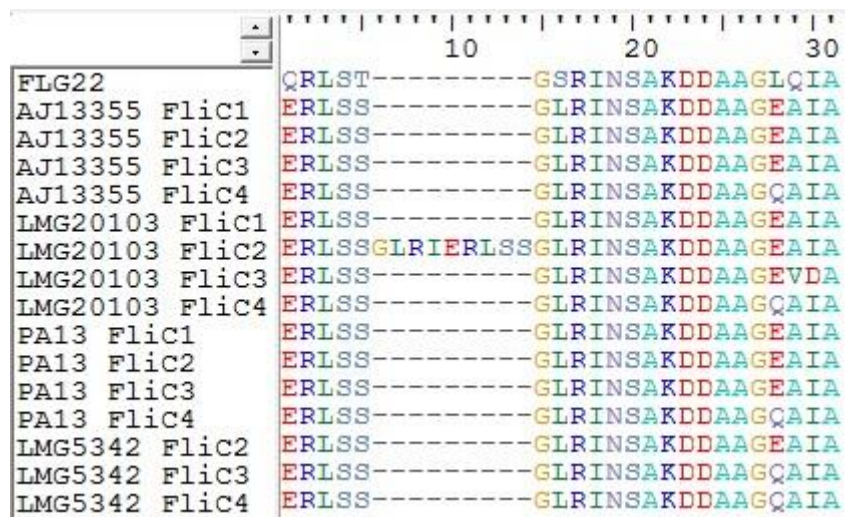 10 20 30
FLG22 QRLST---------GSRINSAKDDAAGLQIA
AJ13355 FliC1 ERLSS---------GLRINSAKDDAAGEAIA
AJ13355 FliC2 ERLSS---------GLRINSAKDDAAGEAIA
AJ13355 FliC3 ERLSS---------GLRINSAKDDAAGEAIA
AJ13355 FliC4 ERLSS---------GLRINSAKDDAAGQAIA
LMG20103 FliC1 ERLSS---------GLRINSAKDDAAGEAIA
LMG20103 FliC2 ERLSSGLRIERLSSGLRINSAKDDAAGEAIA
LMG20103 FliC3 ERLSS---------GLRINSAKDDAAGEVDA
LMG20103 FliC4 ERLSS---------GLRINSAKDDAAGQAIA
PA13 FliC1 ERLSS---------GLRINSAKDDAAGEAIA
PA13 FliC2 ERLSS---------GLRINSAKDDAAGEAIA
PA13 FliC3 ERLSS---------GLRINSAKDDAAGEAIA
PA13 FliC4 ERLSS---------GLRINSAKDDAAGQAIA
LMG5342 FliC2 ERLSS---------GLRINSAKDDAAGEAIA
LMG5342 FliC3 ERLSS---------GLRINSAKDDAAGQAIA
LMG5342 FliC4 ERLSS---------GLRINSAKDDAAGQAIA